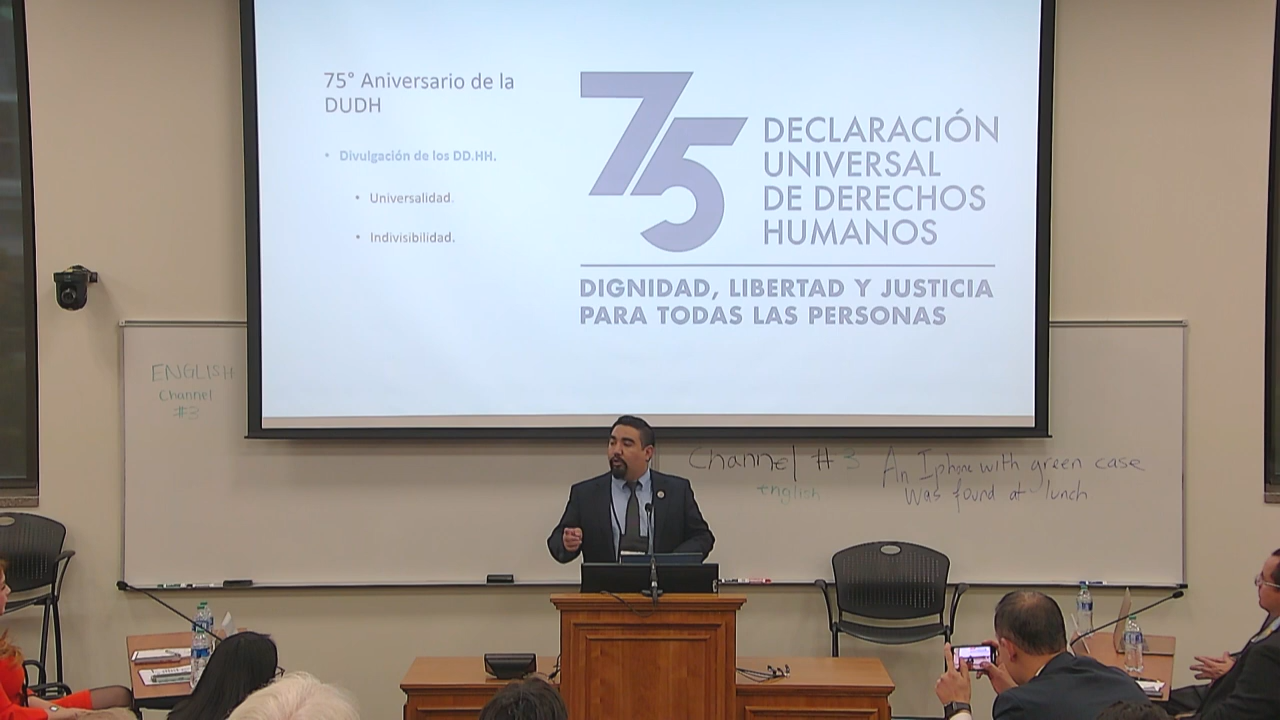 75° Aniversario de la
DUDH
• Divulgación de los DD.HH.
• Universalidad.
• Indivisibilidad.
75
DECLARACIÓN
UNIVERSAL
DE DERECHOS
HUMANOS
DIGNIDAD, LIBERTAD Y JUSTICIA
PARA TODAS LAS PERSONAS
ENGLISH
Channel
#3
Channel # 3
english
An Iphone with green case
was found at lunch